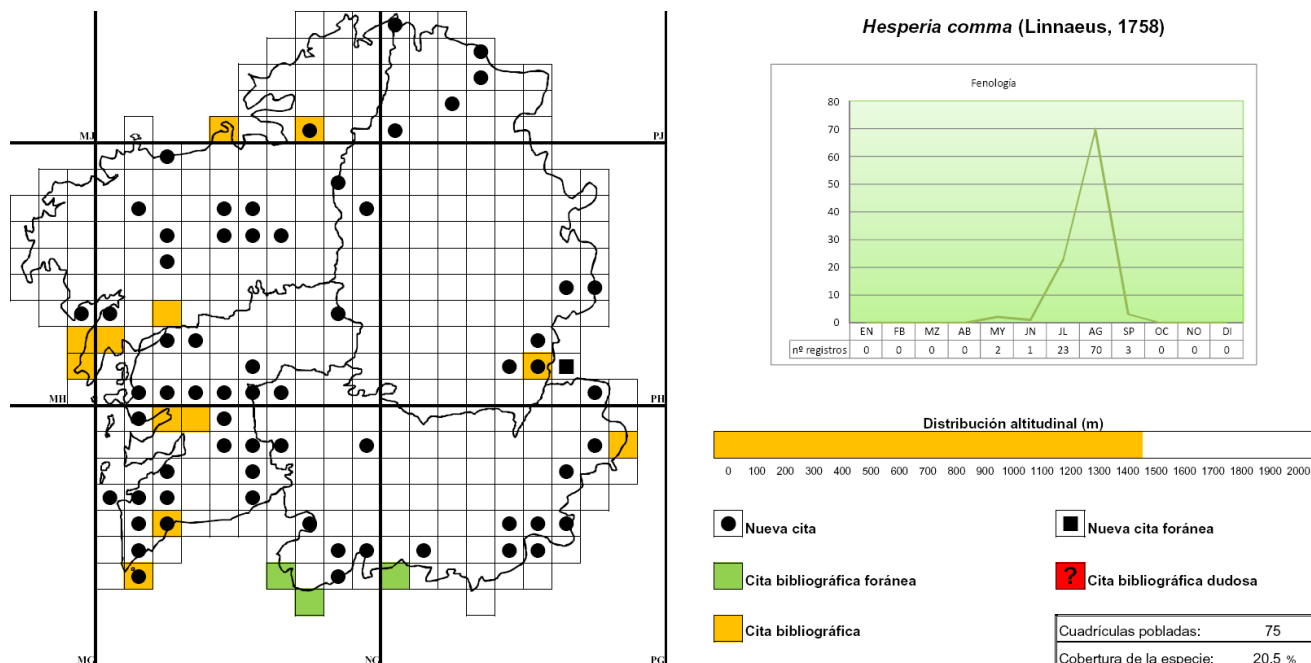 Hesperia comma (Linnaeus, 1758)
Fenología
80
70
60
50
40
30
20
10
0
EN FB MZ AB MY JN JL AG SP OC NO DI
nº registros 0 0 0 0 2 1 23 70 3 0 0 0
MJ
PJ
MH
PH
MG
NG
PG
Distribución altitudinal (m)
0 100 200 300 400 500 600 700 800 900 1000 1100 1200 1300 1400 1500 1600 1700 1800 1900 2000
Nueva cita
Nueva cita foránea
Cita bibliográfica foránea
? Cita bibliográfica dudosa
Cita bibliográfica
Cuadrículas pobladas: 75
Cobertura de la especie: 20,5 %